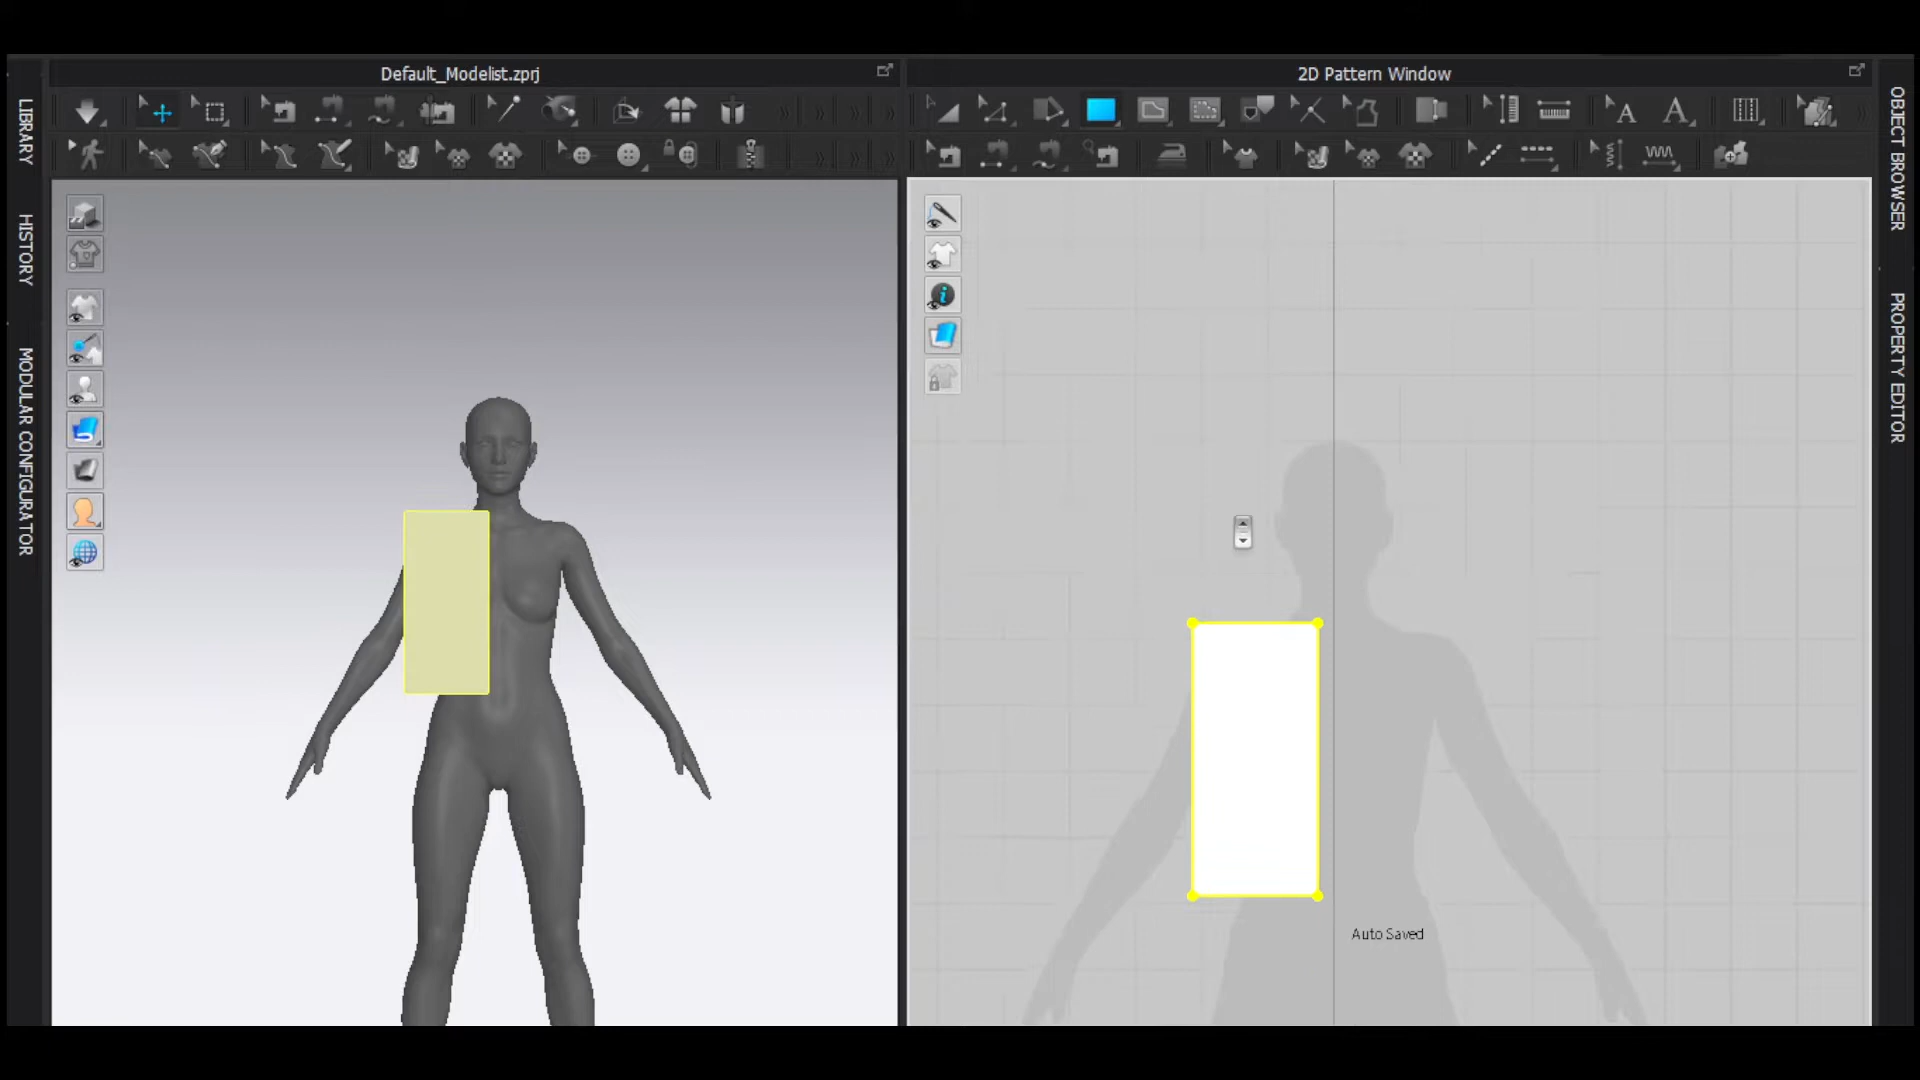 Default_Modelist.zprj
2D Pattern Window
LIBRARY
HISTORY
MODULAR CONFIGURATOR
OBJECT BROWSER
PROPERTY EDITOR
Auto Saved